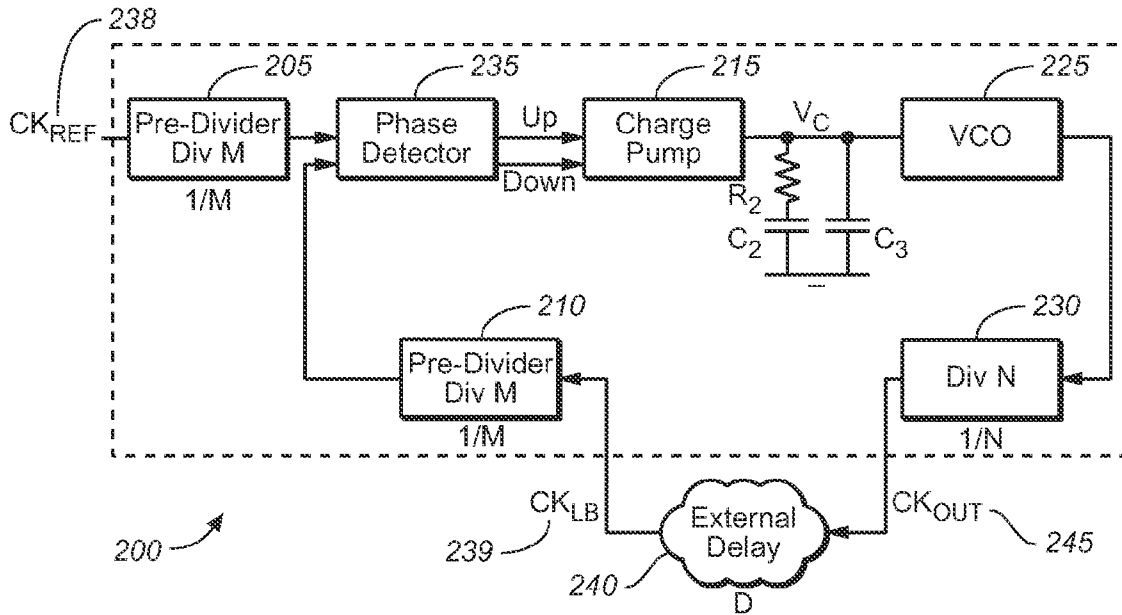 238
205
235
215
225
CK_REF
Pre-Divider
Div M
1/M
Phase
Detector
Up
Down
Charge
Pump
V_C
R_2
C_2
C_3
VCO
210
Pre-Divider
Div M
1/M
230
Div N
1/N
CK_LB
239
External
Delay
240
D
CK_OUT
245
200